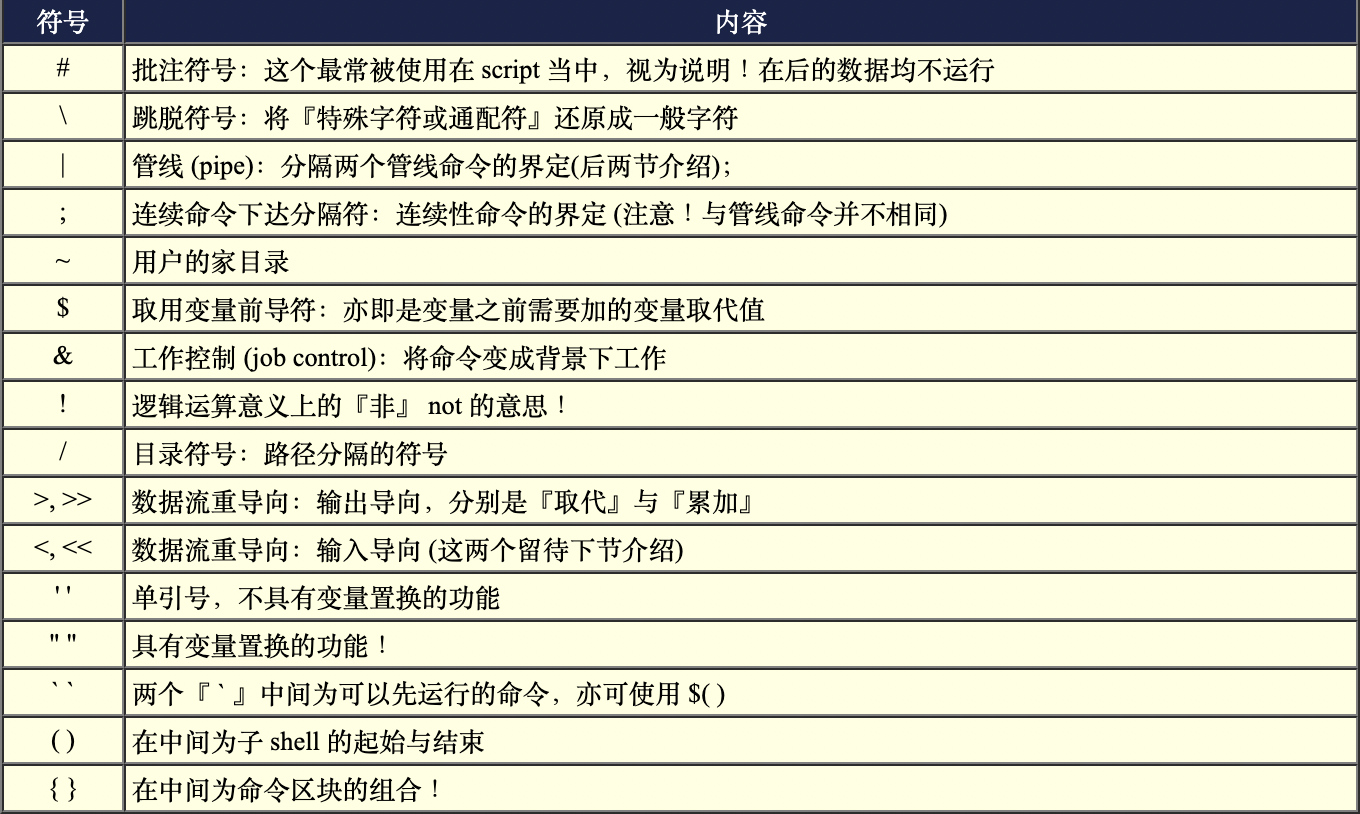 符号 内容
# 批注符号：这个最常被使用在 script 当中，视为说明！在后的数据均不运行
\ 跳脱符号：将『特殊字符或通配符』还原成一般字符
| 管线 (pipe)：分隔两个管线命令的界定(后两节介绍)；
; 连续命令下达分隔符：连续性命令的界定 (注意！与管线命令并不相同)
~ 用户的家目录
$ 取用变量前导符：亦即是变量之前需要加的变量取代值
& 工作控制 (job control)：将命令变成背景下工作
! 逻辑运算意义上的『非』 not 的意思！
/ 目录符号：路径分隔的符号
>, >> 数据流重导向：输出导向，分别是『取代』与『累加』
<, << 数据流重导向：输入导向 (这两个留待下节介绍)
' ' 单引号，不具有变量置换的功能
" " 具有变量置换的功能！
` ` 两个『 ` 』中间为可以先运行的命令，亦可使用 $( )
( ) 在中间为子 shell 的起始与结束
{ } 在中间为命令区块的组合！